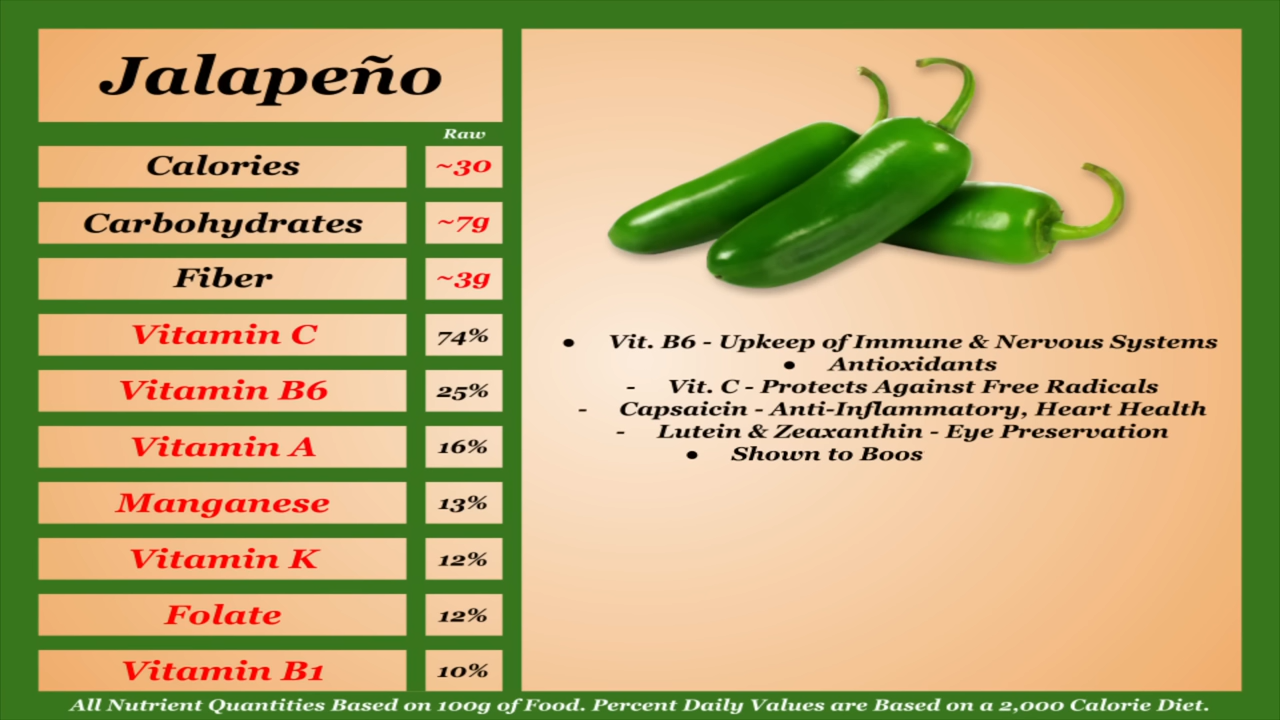 Jalapeño
Raw
Calories ~30
Carbohydrates ~7g
Fiber ~3g
Vitamin C 74%
Vitamin B6 25%
Vitamin A 16%
Manganese 13%
Vitamin K 12%
Folate 12%
Vitamin B1 10%
● Vit. B6 - Upkeep of Immune & Nervous Systems
● Antioxidants
- Vit. C - Protects Against Free Radicals
- Capsaicin - Anti-Inflammatory, Heart Health
- Lutein & Zeaxanthin - Eye Preservation
● Shown to Boos
All Nutrient Quantities Based on 100g of Food. Percent Daily Values are Based on a 2,000 Calorie Diet.